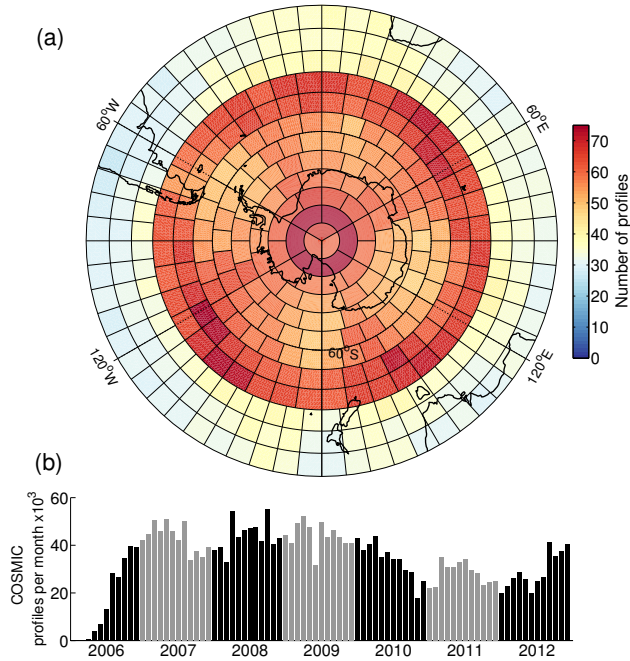 (a)
60°W
60°E
120°W
120°E
60°S
70
60
50
40
30
20
10
0
Number of profiles
(b)
COSMIC
profiles per month x10³
60
40
20
0
2006 2007 2008 2009 2010 2011 2012